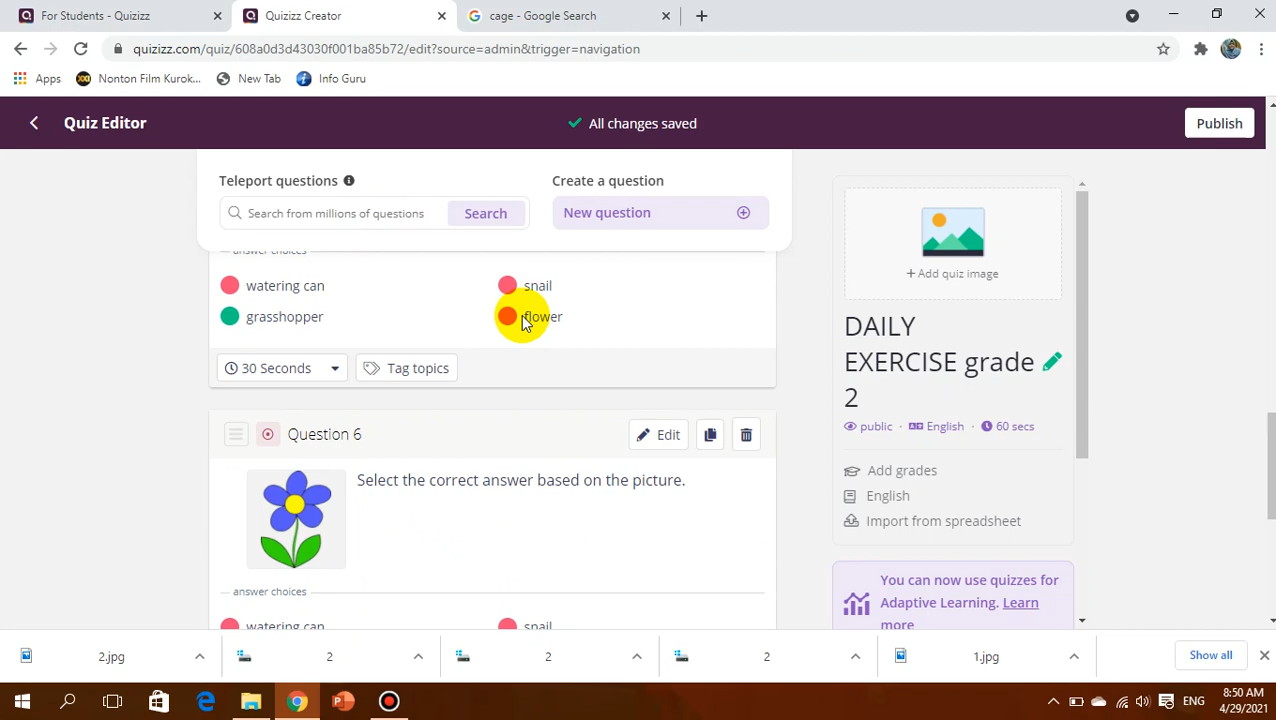 For Students - Quizizz
Quizizz Creator
cage - Google Search
quizizz.com/quiz/608a0d3d43030f001ba85b72/edit?source=admin&trigger=navigation
Apps
Nonton Film Kurok...
New Tab
Info Guru
Quiz Editor
All changes saved
Publish
Teleport questions
Search from millions of questions
Search
Create a question
New question
answer choices
watering can
snail
grasshopper
flower
30 Seconds
Tag topics
Question 6
Edit
Select the correct answer based on the picture.
answer choices
watering can
snail
+ Add quiz image
DAILY
EXERCISE grade
2
public
English
60 secs
Add grades
English
Import from spreadsheet
You can now use quizzes for
Adaptive Learning. Learn
more
2.jpg
2
2
2
1.jpg
Show all
ENG
8:50 AM
4/29/2021